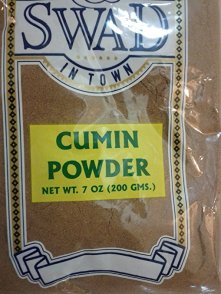 SWAD
IN TOWN
CUMIN
POWDER
NET WT. 7 OZ (200 GMS.)